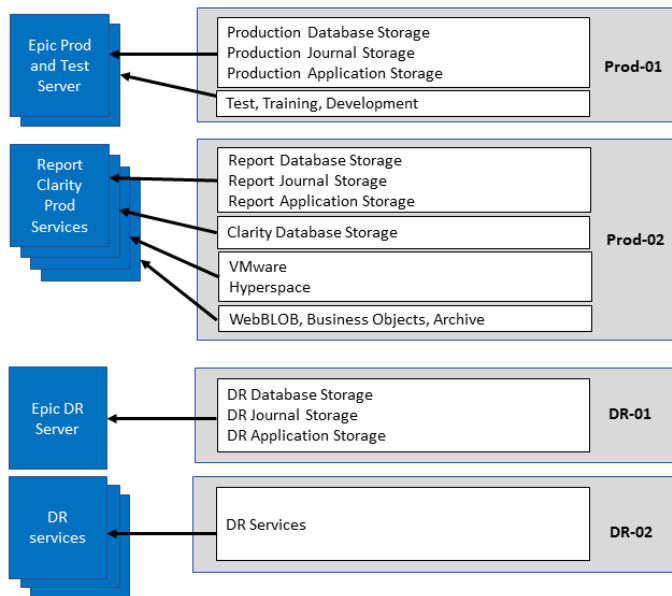 Epic Prod
and Test
Server
Production Database Storage
Production Journal Storage
Production Application Storage
Test, Training, Development
Prod-01
Report
Clarity
Prod
Services
Report Database Storage
Report Journal Storage
Report Application Storage
Clarity Database Storage
VMware
Hyperspace
WebBLOB, Business Objects, Archive
Prod-02
Epic DR
Server
DR Database Storage
DR Journal Storage
DR Application Storage
DR-01
DR
services
DR Services
DR-02